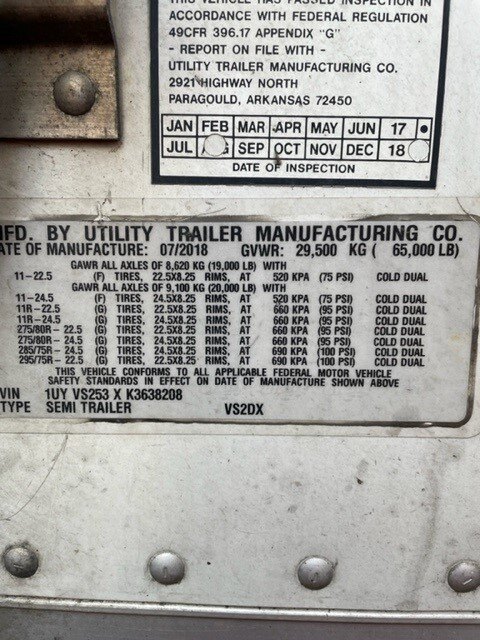 THIS VEHICLE HAS PASSED INSPECTION IN
ACCORDANCE WITH FEDERAL REGULATION
49CFR 396.17 APPENDIX "G"
- REPORT ON FILE WITH -
UTILITY TRAILER MANUFACTURING CO.
2921 HIGHWAY NORTH
PARAGOULD, ARKANSAS 72450
JAN FEB MAR APR MAY JUN 17
JUL SEP OCT NOV DEC 18
DATE OF INSPECTION
MFD. BY UTILITY TRAILER MANUFACTURING CO.
DATE OF MANUFACTURE: 07/2018 GVWR: 29,500 KG ( 65,000 LB)
GAWR ALL AXLES OF 8,620 KG (19,000 LB) WITH
11-22.5 (F) TIRES, 22.5X8.25 RIMS, AT 520 KPA (75 PSI) COLD DUAL
GAWR ALL AXLES OF 9,100 KG (20,000 LB) WITH
11-24.5 (F) TIRES, 24.5X8.25 RIMS, AT 520 KPA (75 PSI) COLD DUAL
11R-22.5 (G) TIRES, 22.5X8.25 RIMS, AT 660 KPA (95 PSI) COLD DUAL
11R-24.5 (G) TIRES, 24.5X8.25 RIMS, AT 660 KPA (95 PSI) COLD DUAL
275/80R-22.5 (G) TIRES, 22.5X8.25 RIMS, AT 660 KPA (95 PSI) COLD DUAL
275/80R-24.5 (G) TIRES, 24.5X8.25 RIMS, AT 660 KPA (95 PSI) COLD DUAL
285/75R-24.5 (G) TIRES, 24.5X8.25 RIMS, AT 690 KPA (100 PSI) COLD DUAL
295/75R-22.5 (G) TIRES, 22.5X8.25 RIMS, AT 690 KPA (100 PSI) COLD DUAL
THIS VEHICLE CONFORMS TO ALL APPLICABLE FEDERAL MOTOR VEHICLE
SAFETY STANDARDS IN EFFECT ON DATE OF MANUFACTURE SHOWN ABOVE
VIN 1UY VS253 X K3638208
TYPE SEMI TRAILER VS2DX